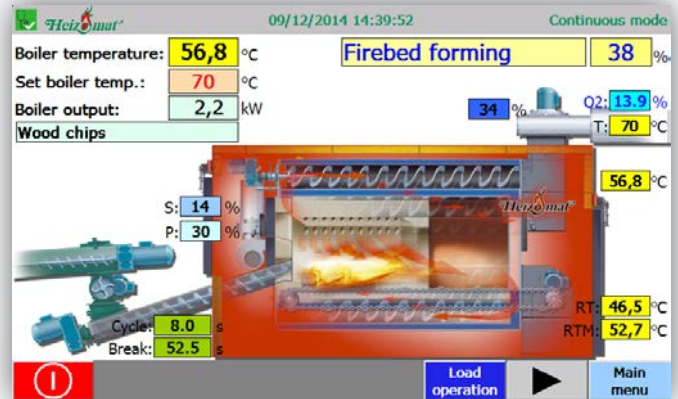 Heizomat® 09/12/2014 14:39:52 Continuous mode
Boiler temperature: 56,8 °C Firebed forming 38 %
Set boiler temp.: 70 °C
Boiler output: 2,2 kW 34 % O2: 13.9 %
Wood chips T: 70 °C
56,8 °C
S: 14 % Heizomat®
P: 30 %
RT: 46,5 °C
Cycle: 8.0 s RTM: 52,7 °C
Break: 52.5 s
Load operation Main menu